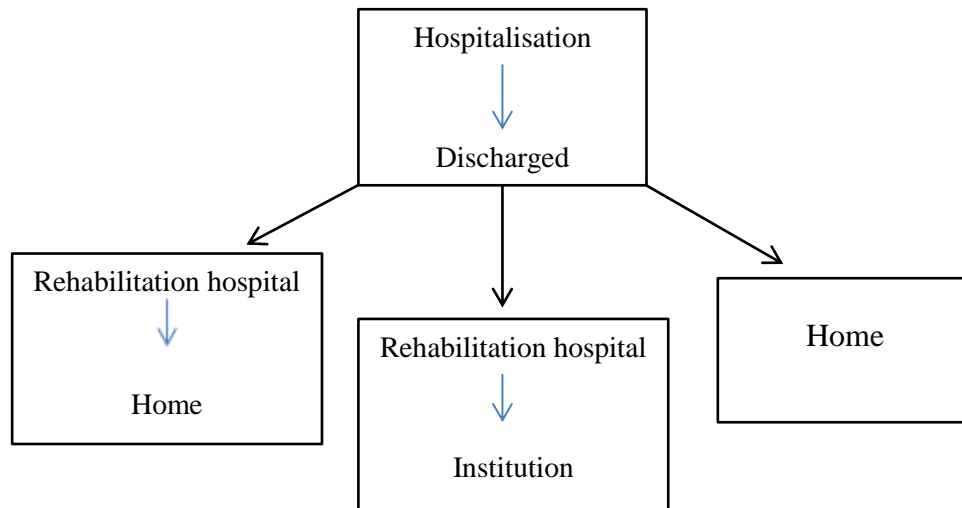 Hospitalisation
Discharged
Rehabilitation hospital
Home
Rehabilitation hospital
Institution
Home